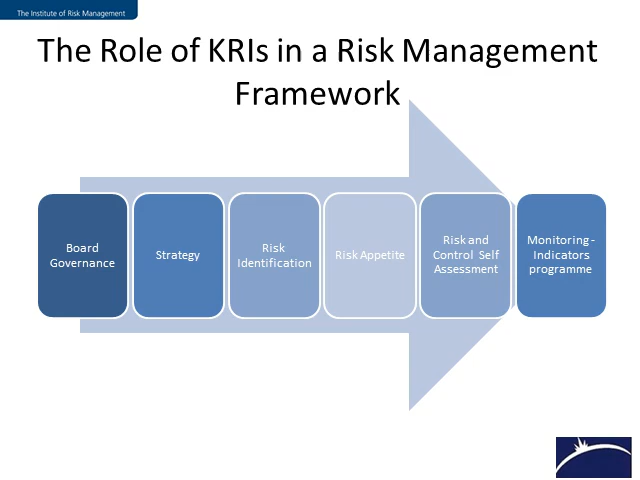 The Institute of Risk Management
The Role of KRIs in a Risk Management
Framework
Board
Governance
Strategy
Risk
Identification
Risk Appetite
Risk and
Control Self
Assessment
Monitoring -
Indicators
programme